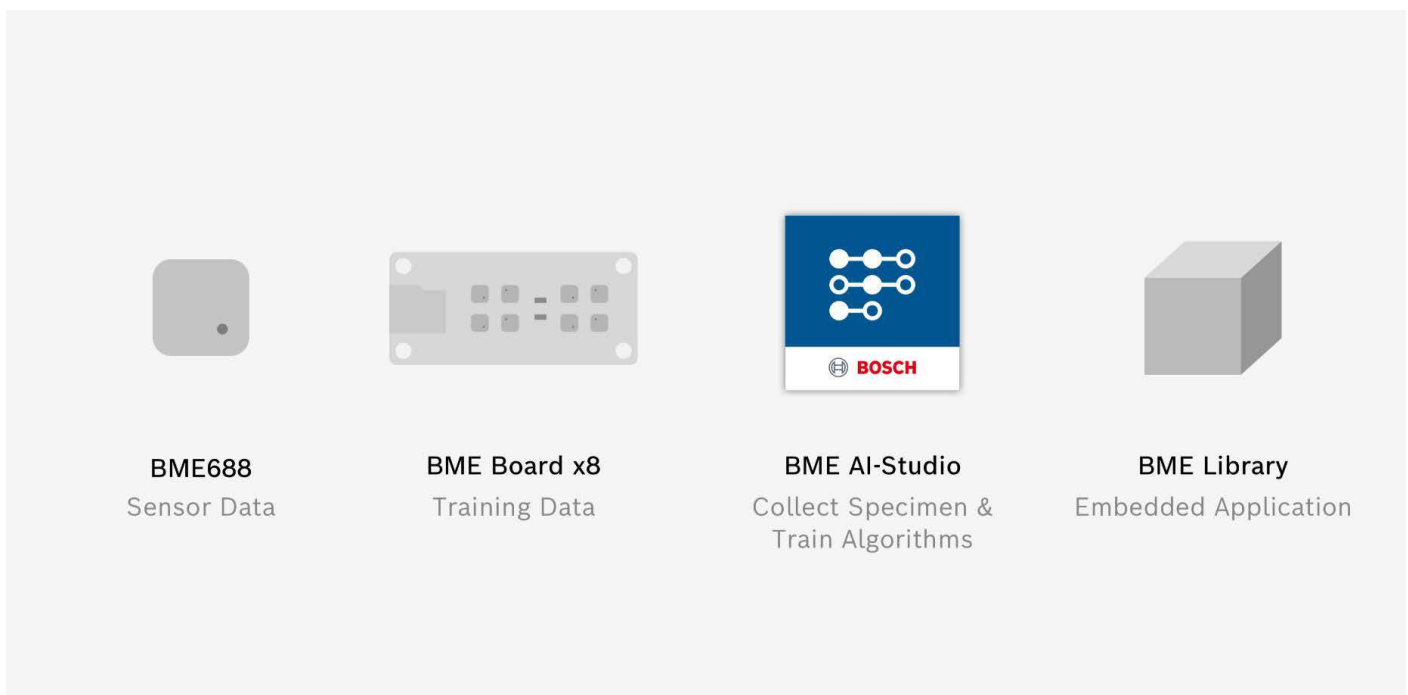 BOSCH
BME688
Sensor Data
BME Board x8
Training Data
BME AI-Studio
Collect Specimen &
Train Algorithms
BME Library
Embedded Application